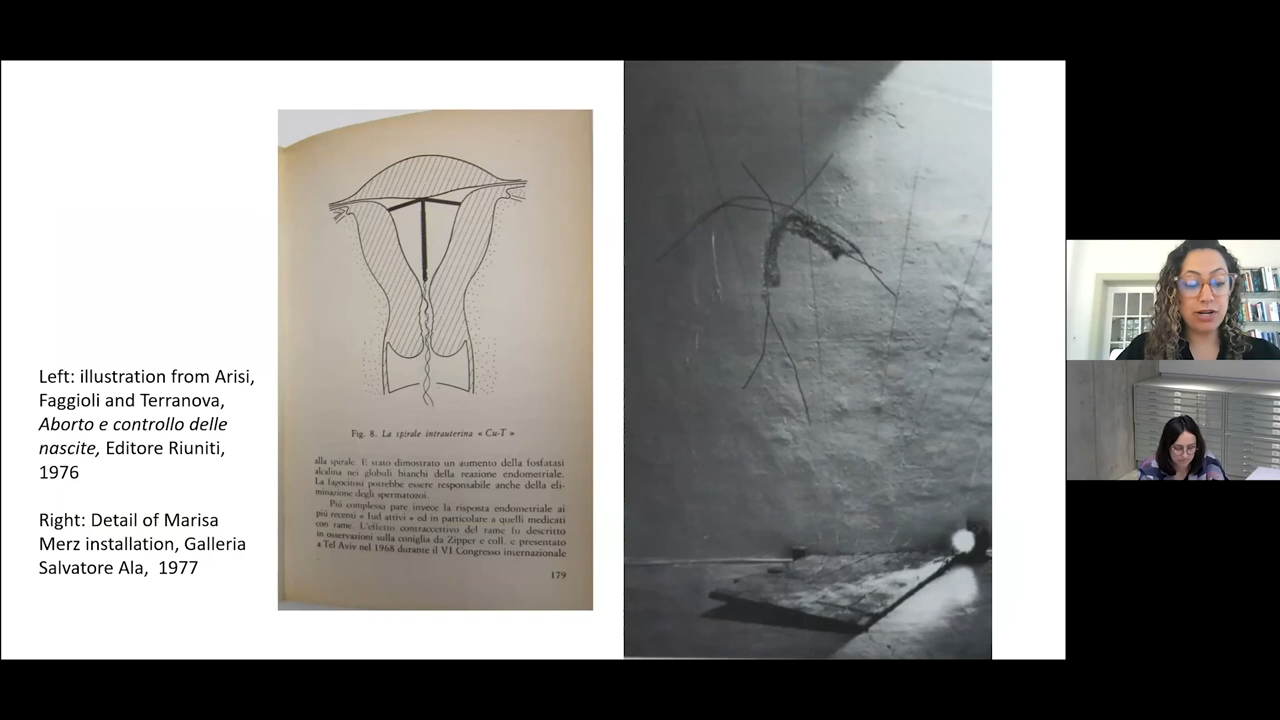 Left: illustration from Arisi,
Faggioli and Terranova,
Aborto e controllo delle
nascite, Editore Riuniti,
1976
Right: Detail of Marisa
Merz installation, Galleria
Salvatore Ala, 1977
Fig. 8. La spirale intrauterina « Cu-T »
alla spirale. E stato dimostrato un aumento della fosfatasi
alcalina nei globuli bianchi della reazione endometriale.
La fagocitosi potrebbe essere responsabile anche della eli-
minazione degli spermatozoi.
Più complessa pare invece la risposta endometriale ai
più recenti « Iud attivi » ed in particolare a quelli medicati
con rame. L'effetto contraccettivo del rame fu descritto
in osservazioni sulla coniglia da Zipper e coll. e presentato
a Tel Aviv nel 1968 durante il VI Congresso internazionale
179